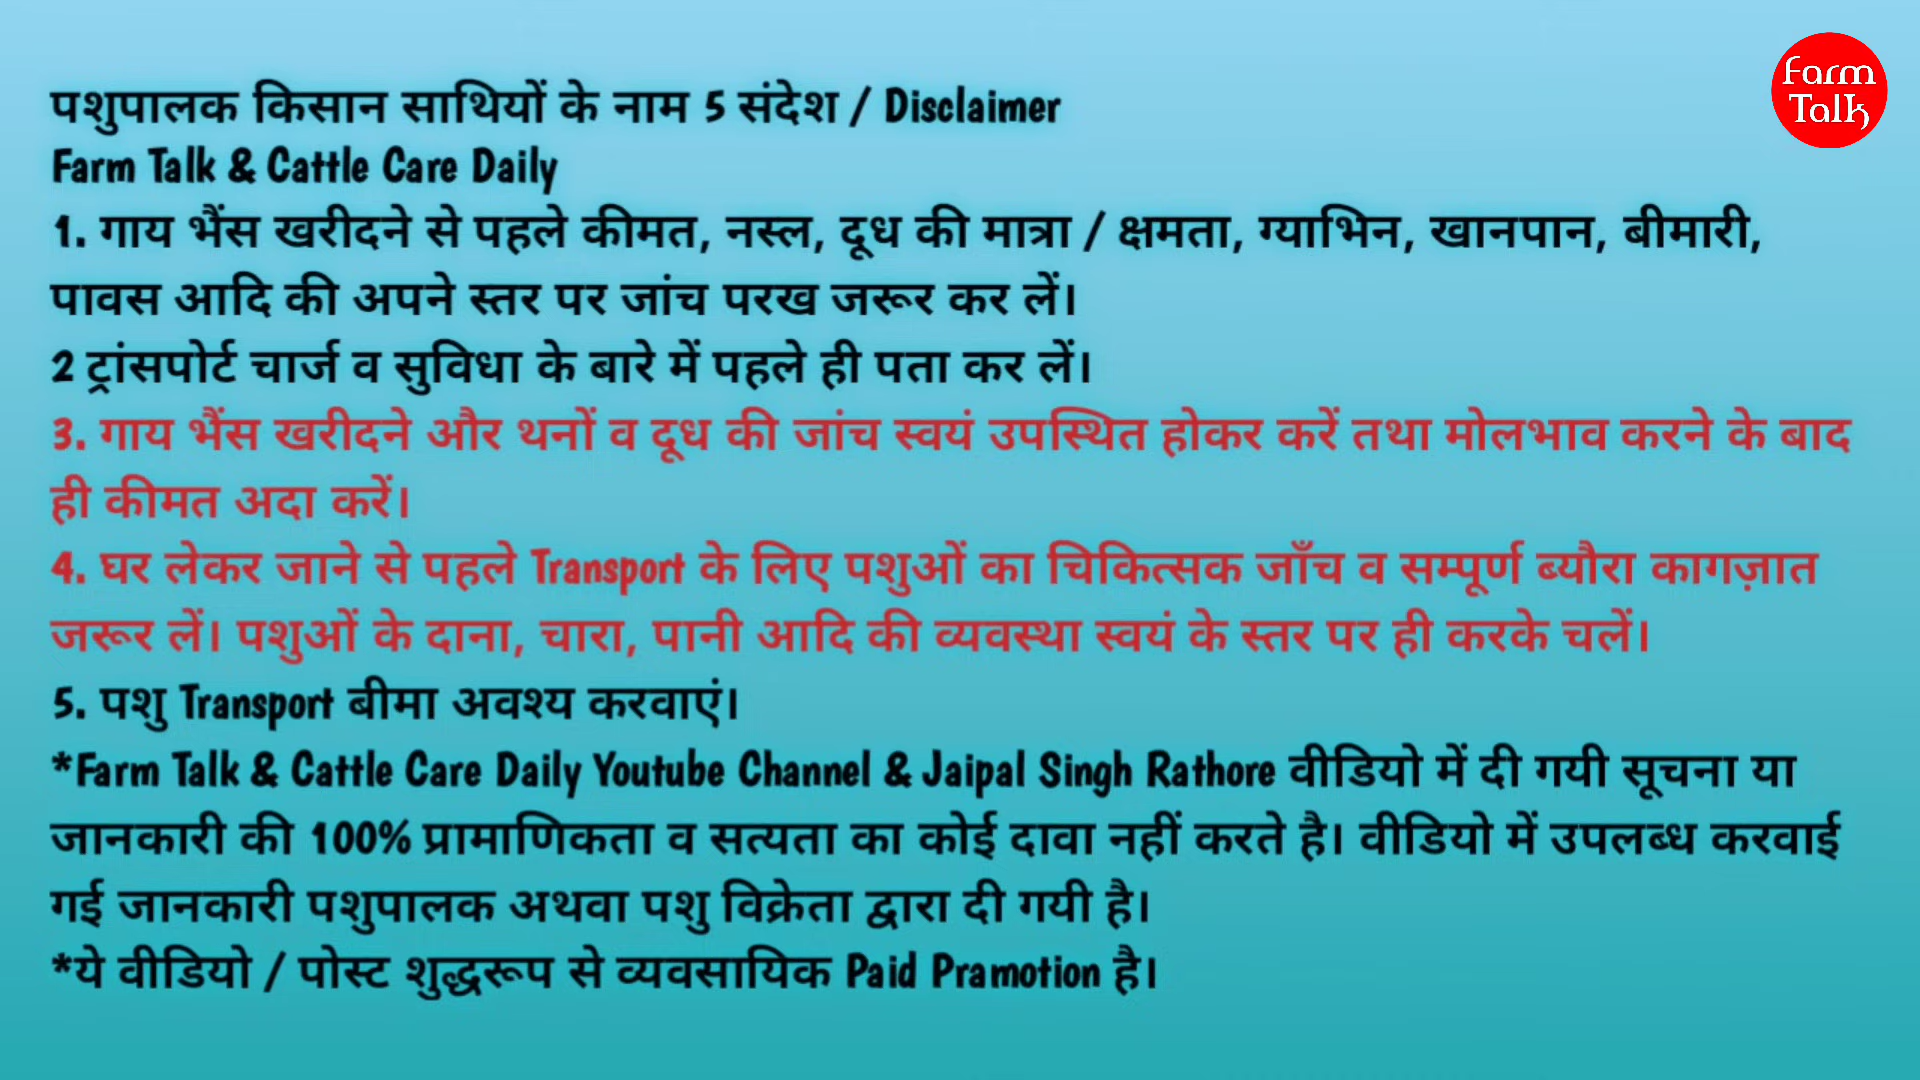 पशुपालक किसान साथियों के नाम 5 संदेश / Disclaimer
Farm Talk & Cattle Care Daily
1. गाय भैंस खरीदने से पहले कीमत, नस्ल, दूध की मात्रा / क्षमता, ग्याभिन, खानपान, बीमारी,
पावस आदि की अपने स्तर पर जांच परख जरूर कर लें।
2 ट्रांसपोर्ट चार्ज व सुविधा के बारे में पहले ही पता कर लें।
3. गाय भैंस खरीदने और थनों व दूध की जांच स्वयं उपस्थित होकर करें तथा मोलभाव करने के बाद
ही कीमत अदा करें।
4. घर लेकर जाने से पहले Transport के लिए पशुओं का चिकित्सक जाँच व सम्पूर्ण ब्यौरा कागज़ात
जरूर लें। पशुओं के दाना, चारा, पानी आदि की व्यवस्था स्वयं के स्तर पर ही करके चलें।
5. पशु Transport बीमा अवश्य करवाएं।
*Farm Talk & Cattle Care Daily Youtube Channel & Jaipal Singh Rathore वीडियो में दी गयी सूचना या
जानकारी की 100% प्रामाणिकता व सत्यता का कोई दावा नहीं करते है। वीडियो में उपलब्ध करवाई
गई जानकारी पशुपालक अथवा पशु विक्रेता द्वारा दी गयी है।
*ये वीडियो / पोस्ट शुद्धरूप से व्यवसायिक Paid Pramotion है।
Farm
Talk